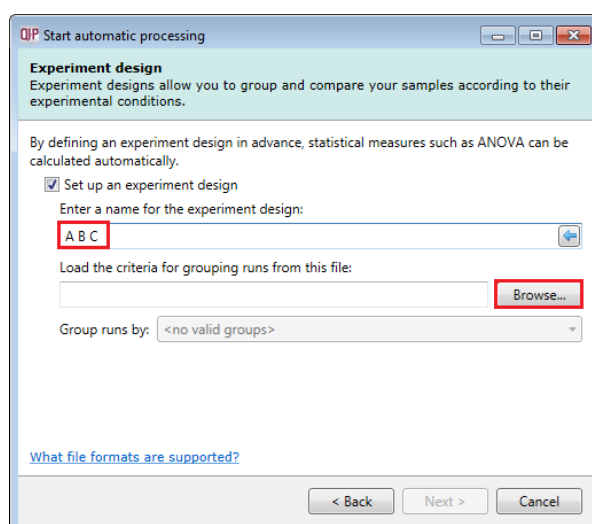 QIP Start automatic processing
Experiment design
Experiment designs allow you to group and compare your samples according to their
experimental conditions.
By defining an experiment design in advance, statistical measures such as ANOVA can be
calculated automatically.
Set up an experiment design
Enter a name for the experiment design:
A B C
Load the criteria for grouping runs from this file:
Browse...
Group runs by: <no valid groups>
What file formats are supported?
< Back Next > Cancel